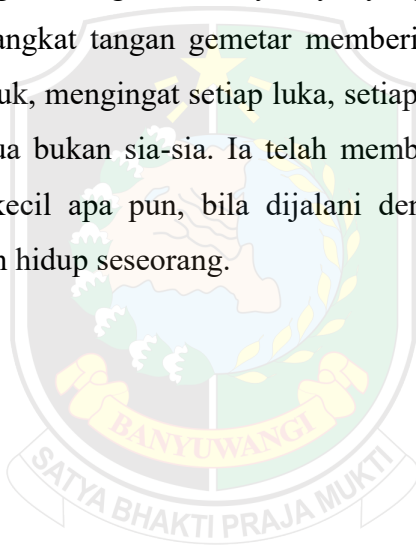 angkat tangan gemetar memberi
uk, mengingat setiap luka, setiap
ua bukan sia-sia. Ia telah memb
kecil apa pun, bila dijalani der
n hidup seseorang.
BANYUWANGI
SATYA BHAKTI PRAJA MUKTI